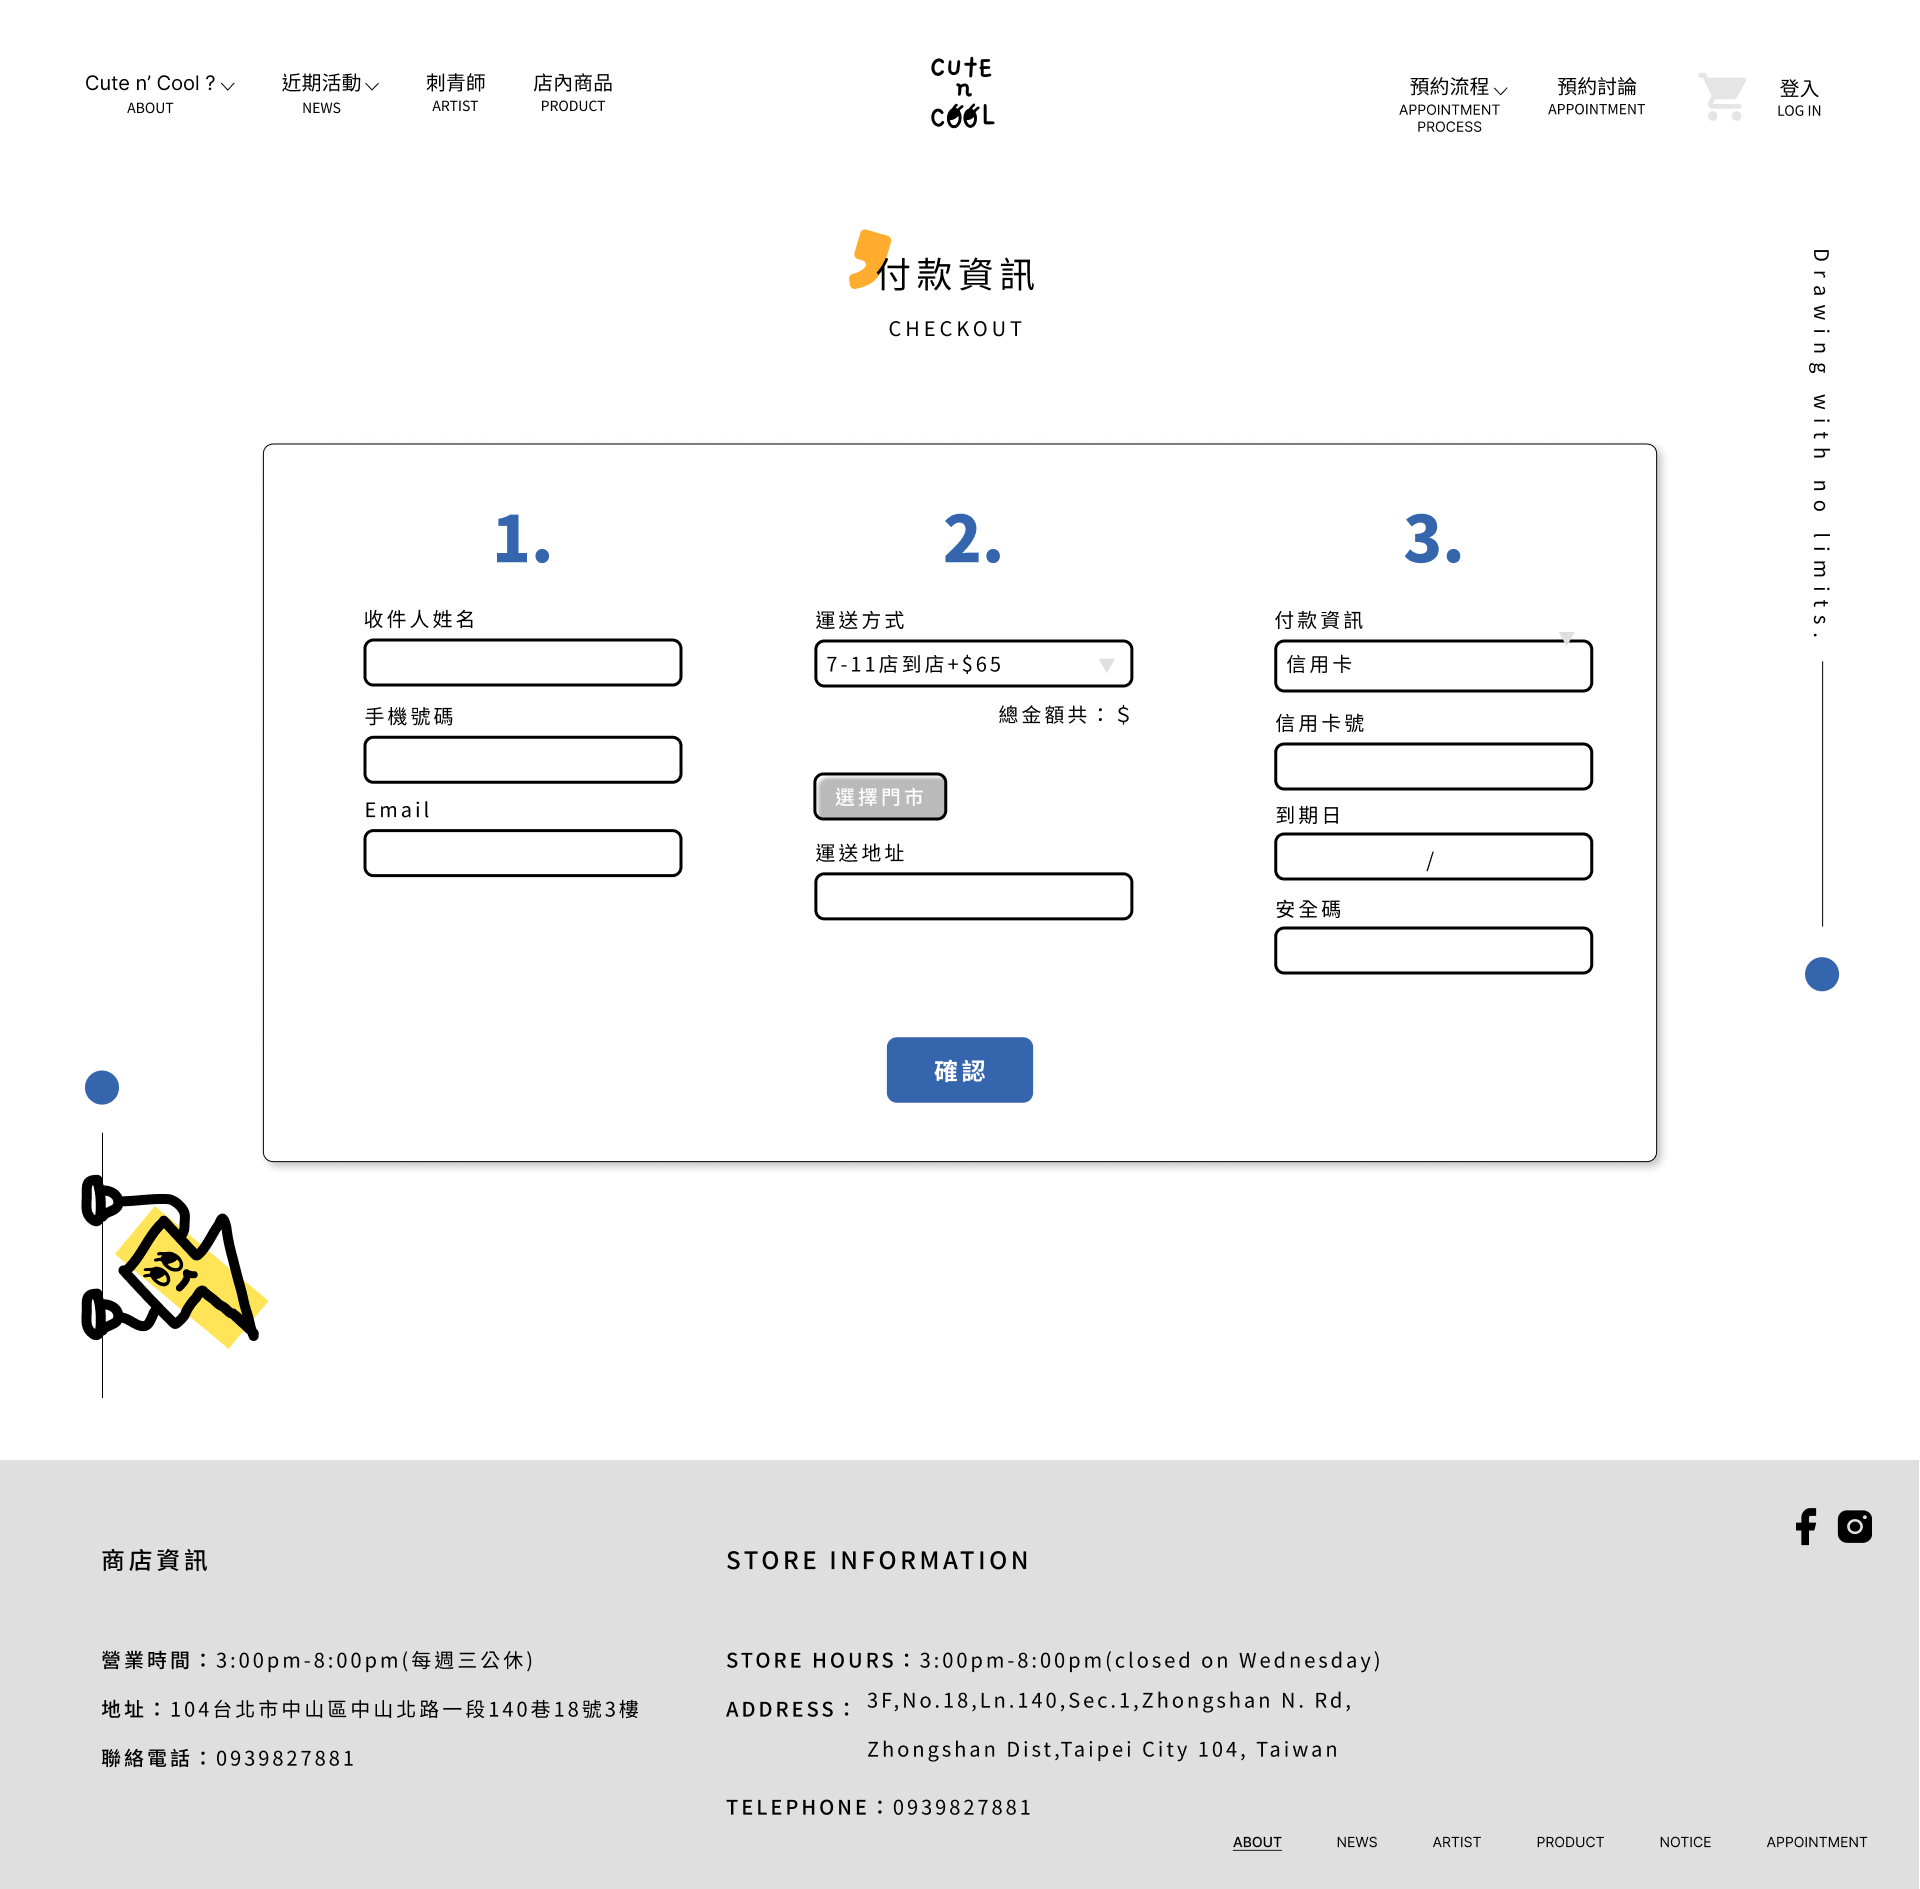 Cute n’ Cool ?
ABOUT
近期活動
NEWS
刺青師
ARTIST
店內商品
PRODUCT
CUTE
n
COOL
預約流程
APPOINTMENT
PROCESS
預約討論
APPOINTMENT
登入
LOG IN
付款資訊
CHECKOUT
Drawing with no limits.
1.
收件人姓名
手機號碼
Email
2.
運送方式
7-11店到店+$65
總金額共：$
選擇門市
運送地址
3.
付款資訊
信用卡
信用卡號
到期日
/
安全碼
確認
商店資訊
營業時間：3:00pm-8:00pm(每週三公休)
地址：104台北市中山區中山北路一段140巷18號3樓
聯絡電話：0939827881
STORE INFORMATION
STORE HOURS：3:00pm-8:00pm(closed on Wednesday)
ADDRESS： 3F,No.18,Ln.140,Sec.1,Zhongshan N. Rd,
Zhongshan Dist,Taipei City 104, Taiwan
TELEPHONE：0939827881
ABOUT
NEWS
ARTIST
PRODUCT
NOTICE
APPOINTMENT